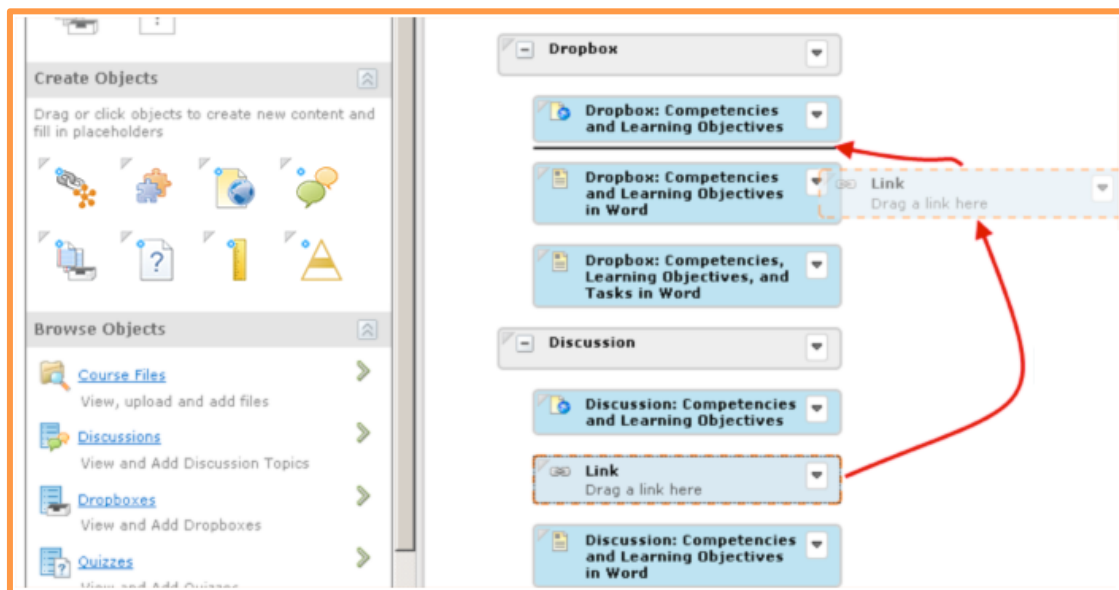 Create Objects
Drag or click objects to create new content and
fill in placeholders
Browse Objects
Course Files
View, upload and add files
Discussions
View and Add Discussion Topics
Dropboxes
View and Add Dropboxes
Quizzes
View and Add Quizzes
Dropbox
Dropbox: Competencies
and Learning Objectives
Dropbox: Competencies
and Learning Objectives
in Word
Link
Drag a link here
Dropbox: Competencies,
Learning Objectives, and
Tasks in Word
Discussion
Discussion: Competencies
and Learning Objectives
Link
Drag a link here
Discussion: Competencies
and Learning Objectives
in Word